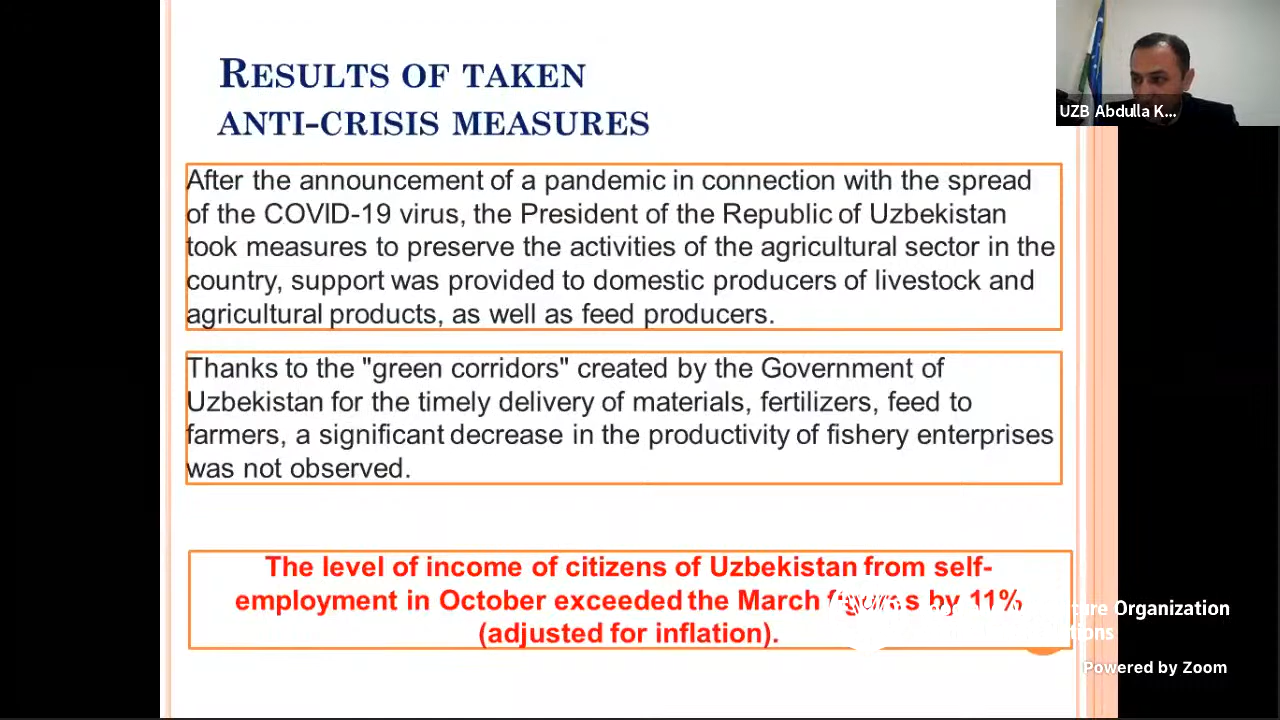 RESULTS OF TAKEN
ANTI-CRISIS MEASURES
UZB Abdulla K...
After the announcement of a pandemic in connection with the spread
of the COVID-19 virus, the President of the Republic of Uzbekistan
took measures to preserve the activities of the agricultural sector in the
country, support was provided to domestic producers of livestock and
agricultural products, as well as feed producers.
Thanks to the "green corridors" created by the Government of
Uzbekistan for the timely delivery of materials, fertilizers, feed to
farmers, a significant decrease in the productivity of fishery enterprises
was not observed.
The level of income of citizens of Uzbekistan from self-
employment in October exceeded the March figures by 11%
(adjusted for inflation).
Organization
Powered by Zoom